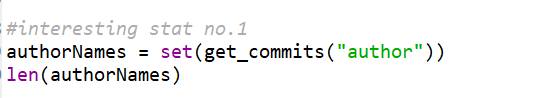 #interesting stat no.1
authorNames = set(get_commits("author"))
len(authorNames)